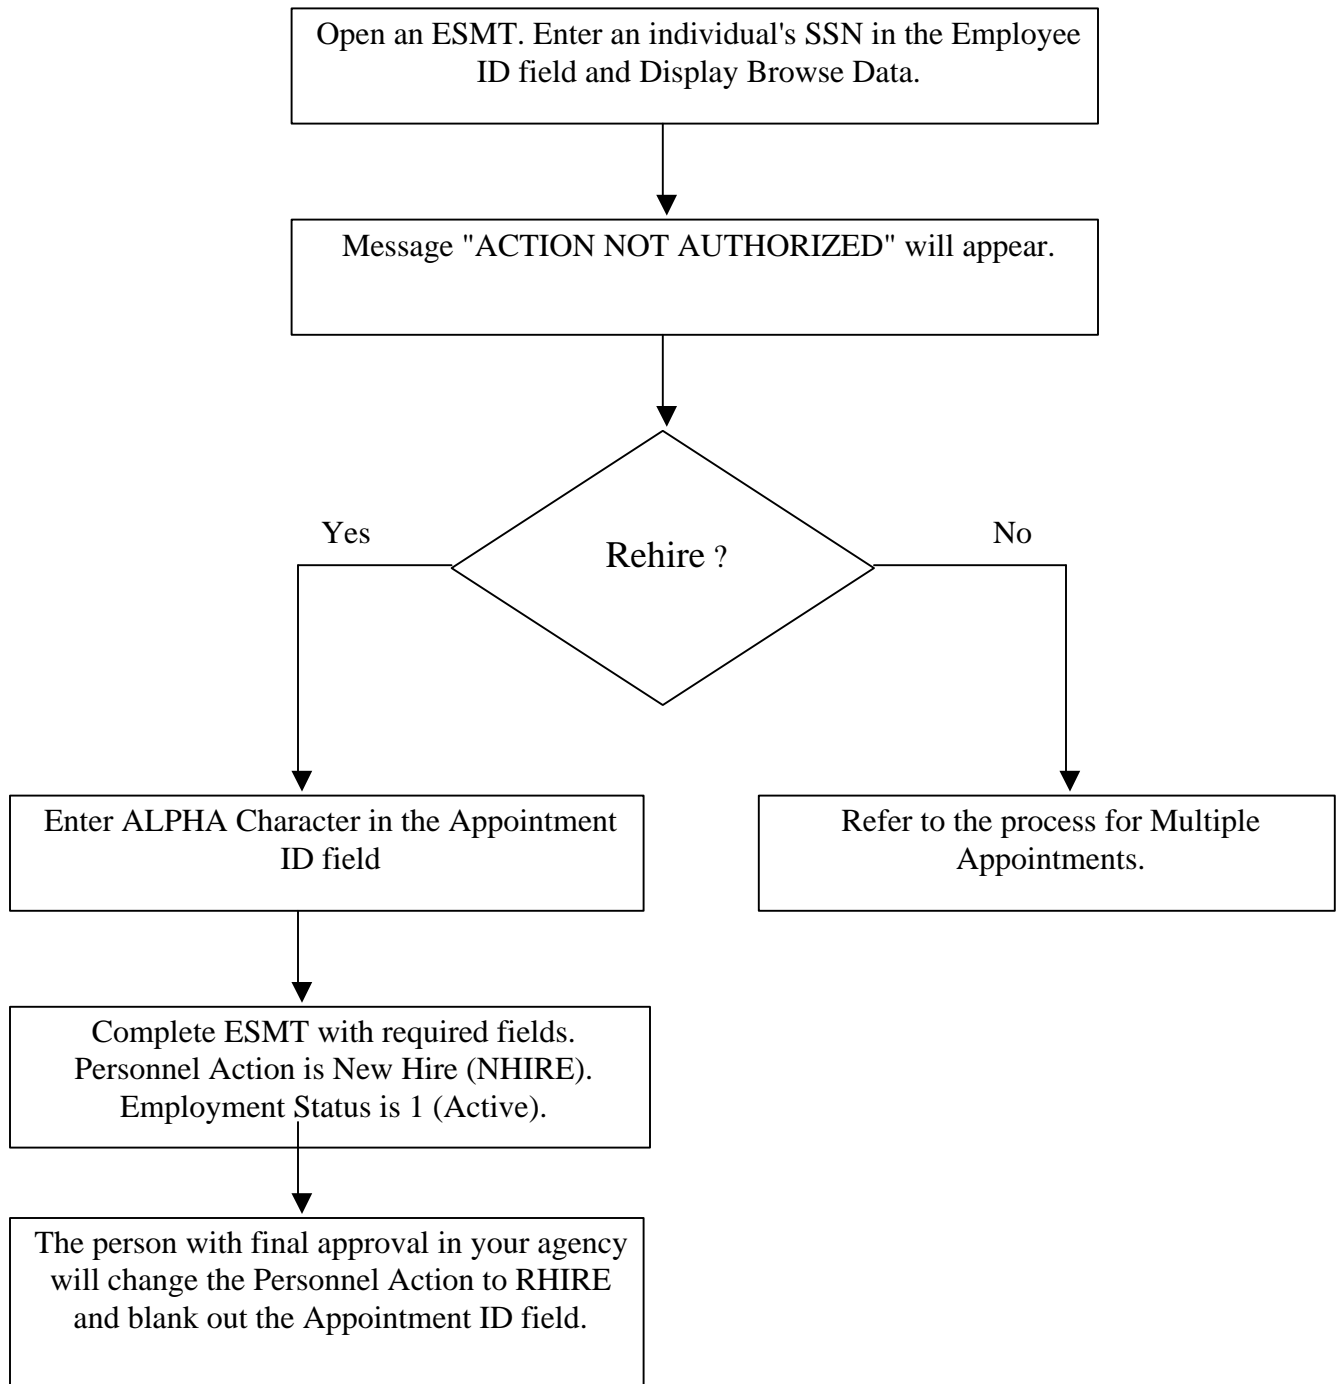 Open an ESMT. Enter an individual's SSN in the Employee
ID field and Display Browse Data.
Message "ACTION NOT AUTHORIZED" will appear.
Rehire ?
Yes
No
Enter ALPHA Character in the Appointment
ID field
Refer to the process for Multiple
Appointments.
Complete ESMT with required fields.
Personnel Action is New Hire (NHIRE).
Employment Status is 1 (Active).
The person with final approval in your agency
will change the Personnel Action to RHIRE
and blank out the Appointment ID field.